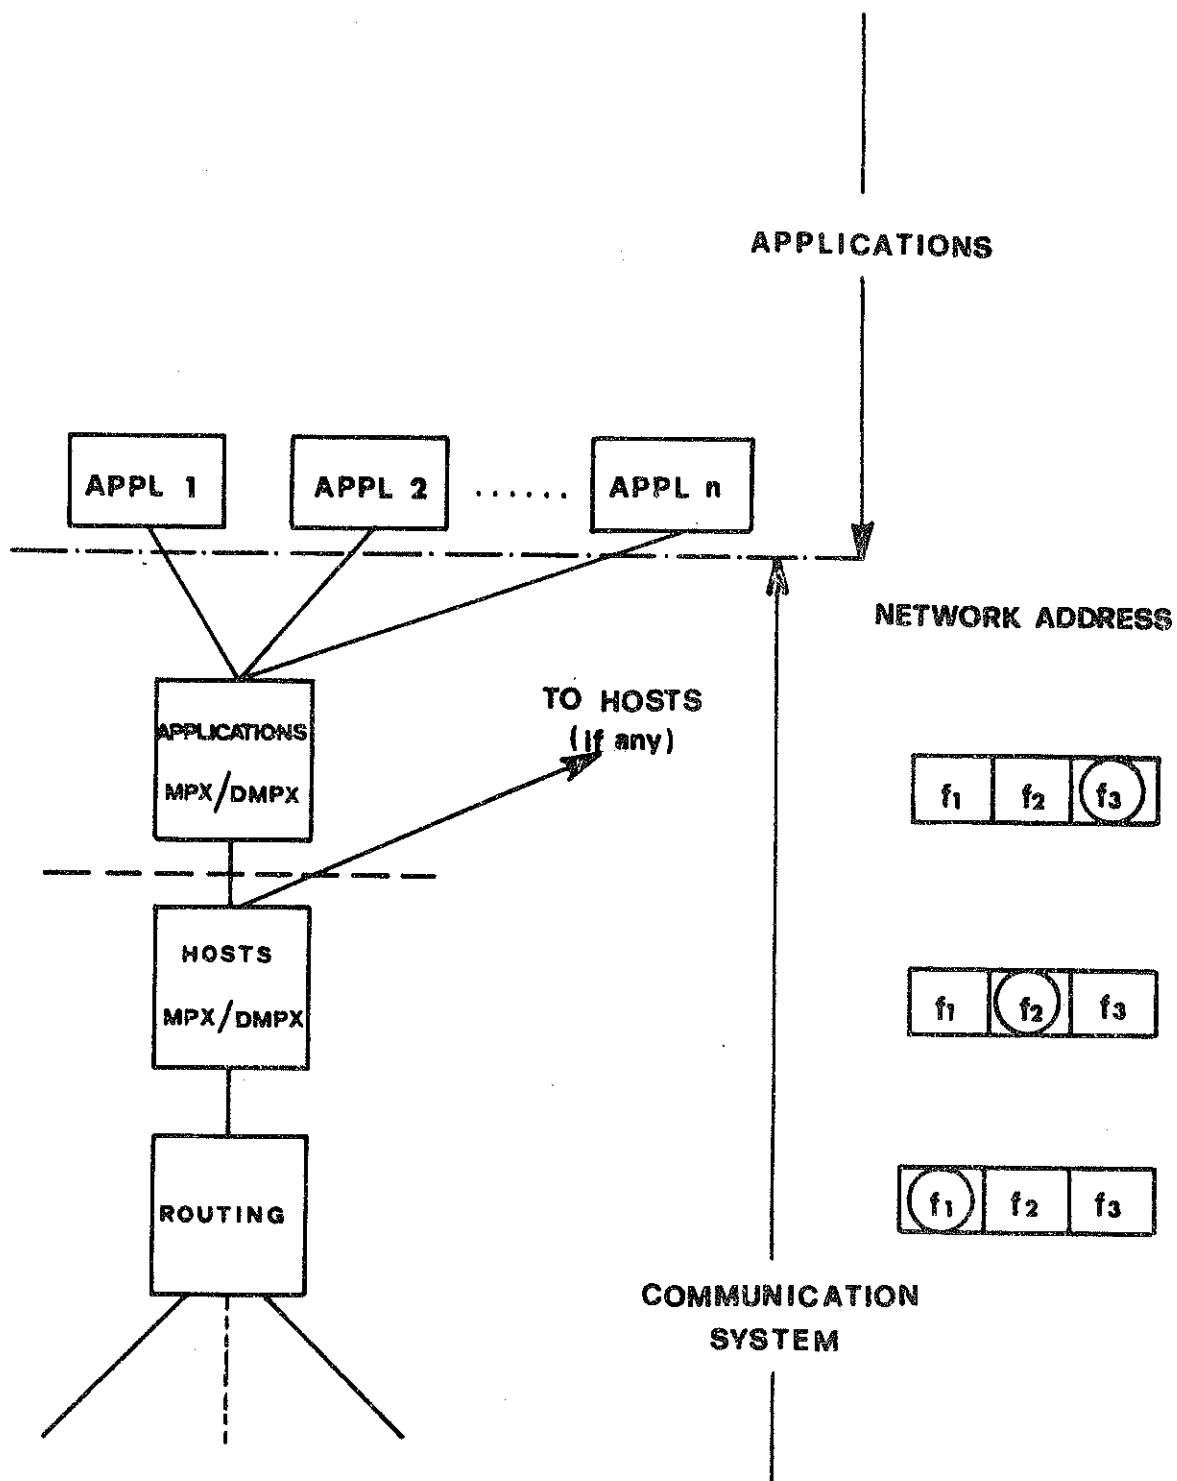 APPLICATIONS
APPL 1
APPL 2
......
APPL n
NETWORK ADDRESS
TO HOSTS
(if any)
APPLICATIONS
MPX/DMPX
f1 f2 f3
HOSTS
MPX/DMPX
f1 f2 f3
ROUTING
f1 f2 f3
COMMUNICATION
SYSTEM